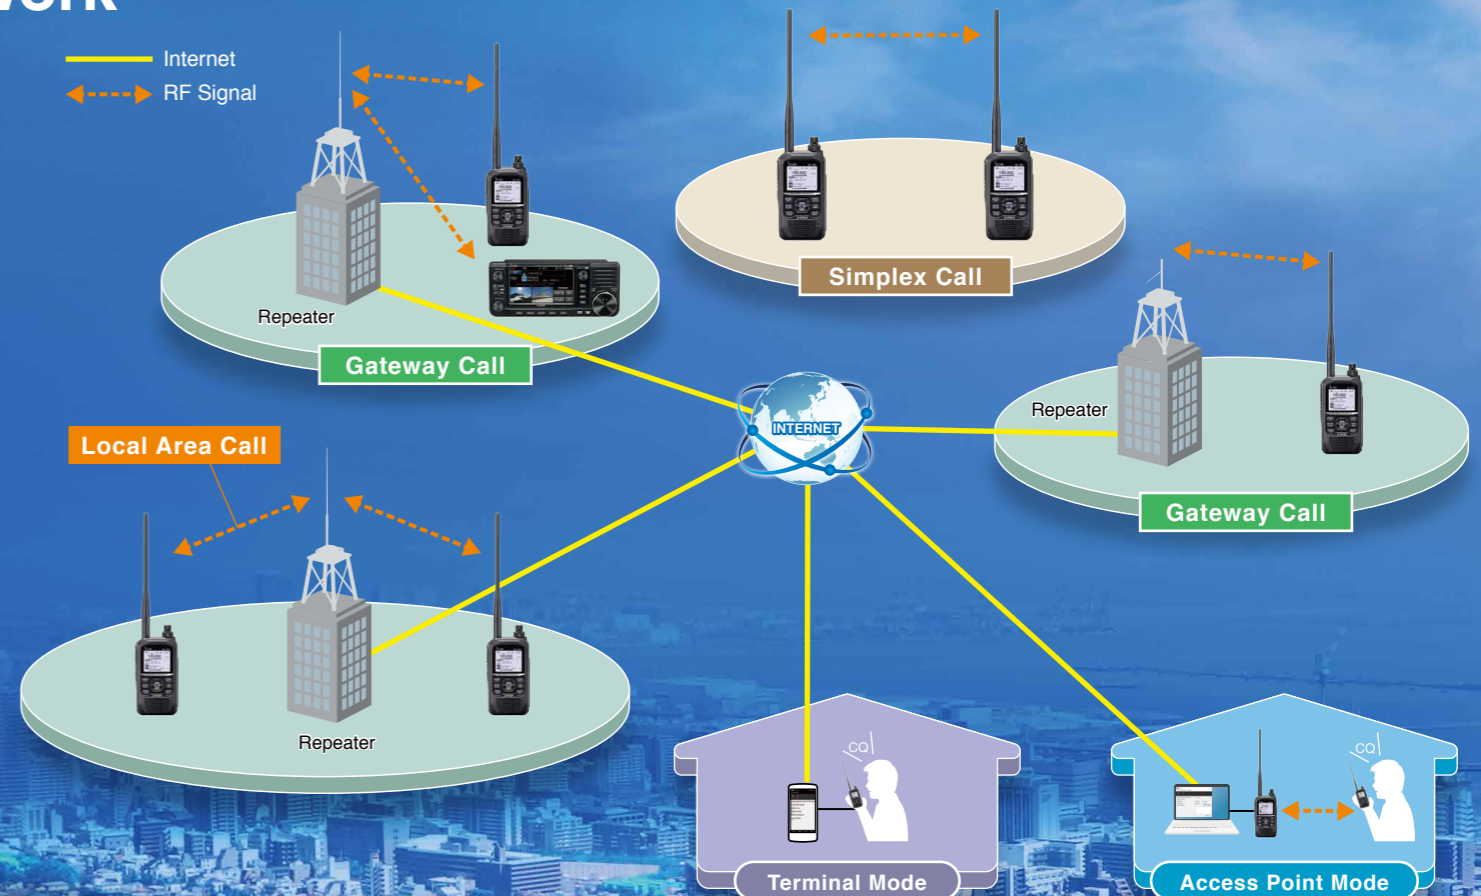 Internet
RF Signal
Repeater
Gateway Call
Simplex Call
Repeater
Gateway Call
INTERNET
Local Area Call
Repeater
CQ
Terminal Mode
CQ
Access Point Mode